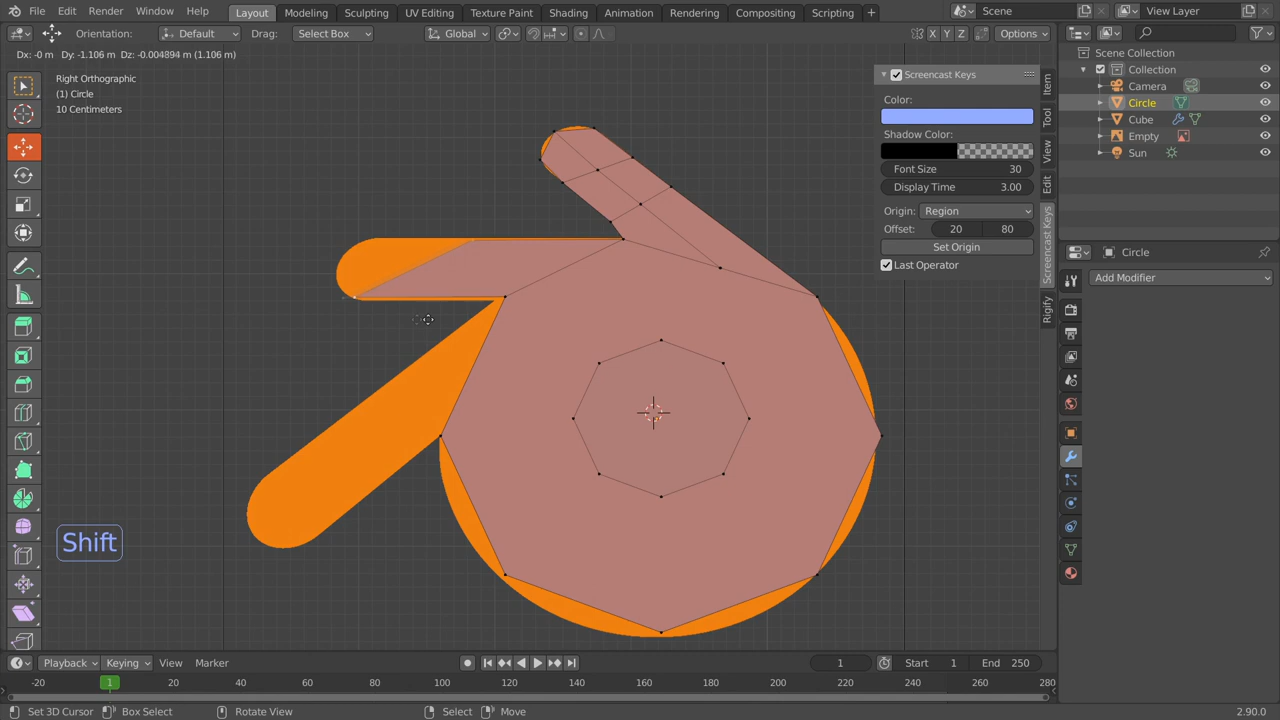 File Edit Render Window Help Layout Modeling Sculpting UV Editing Texture Paint Shading Animation Rendering Compositing Scripting + Scene View Layer
Default Drag: Select Box Global X Y Z Options
Dx: -0 m Dy: -1.106 m Dz: -0.004894 m (1.106 m)
Right Orthographic
(1) Circle
10 Centimeters
Screencast Keys
Color:
Shadow Color:
Font Size 30
Display Time 3.00
Origin: Region
Offset: 20 80
Set Origin
Last Operator
Item
Tool
View
Edit
Screencast Keys
Rigify
Scene Collection
Collection
Camera
Circle
Cube
Empty
Sun
Circle
Add Modifier
Shift
Playback Keying View Marker 1 Start 1 End 250
-20 1 20 40 60 80 100 120 140 160 180 200 220 240 260 280
Set 3D Cursor Box Select Rotate View Select Move 2.90.0